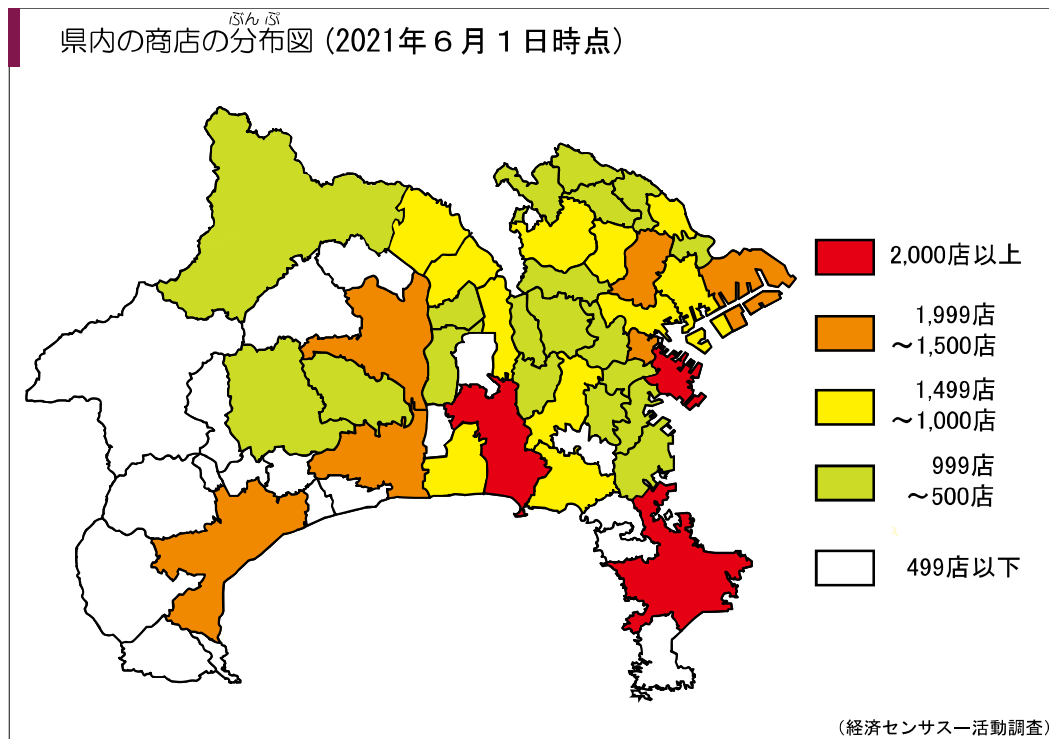 ぶん ぷ
県内の商店の分布図 (2021年６月１日時点)
2,000店以上
1,999店
～1,500店
1,499店
～1,000店
999店
～500店
499店以下
(経済センサス―活動調査)